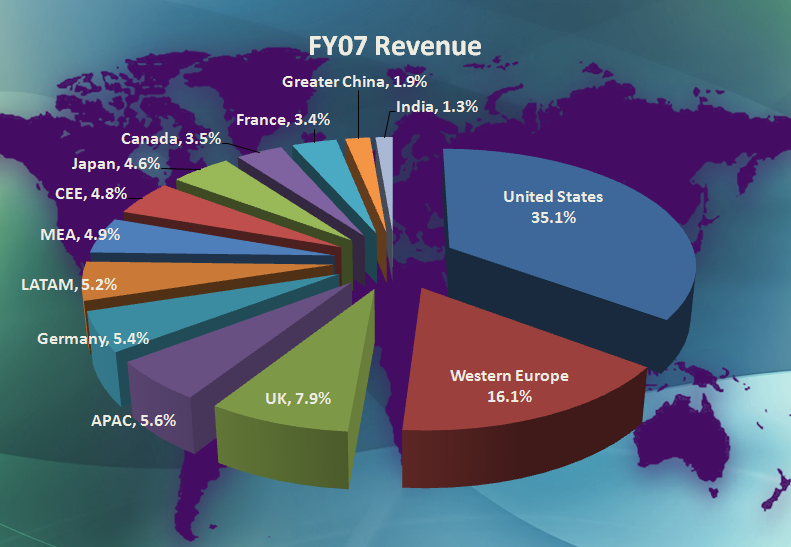 FY07 Revenue
Greater China, 1.9%
India, 1.3%
France, 3.4%
Canada, 3.5%
Japan, 4.6%
CEE, 4.8%
MEA, 4.9%
LATAM, 5.2%
Germany, 5.4%
APAC, 5.6%
UK, 7.9%
Western Europe
16.1%
United States
35.1%